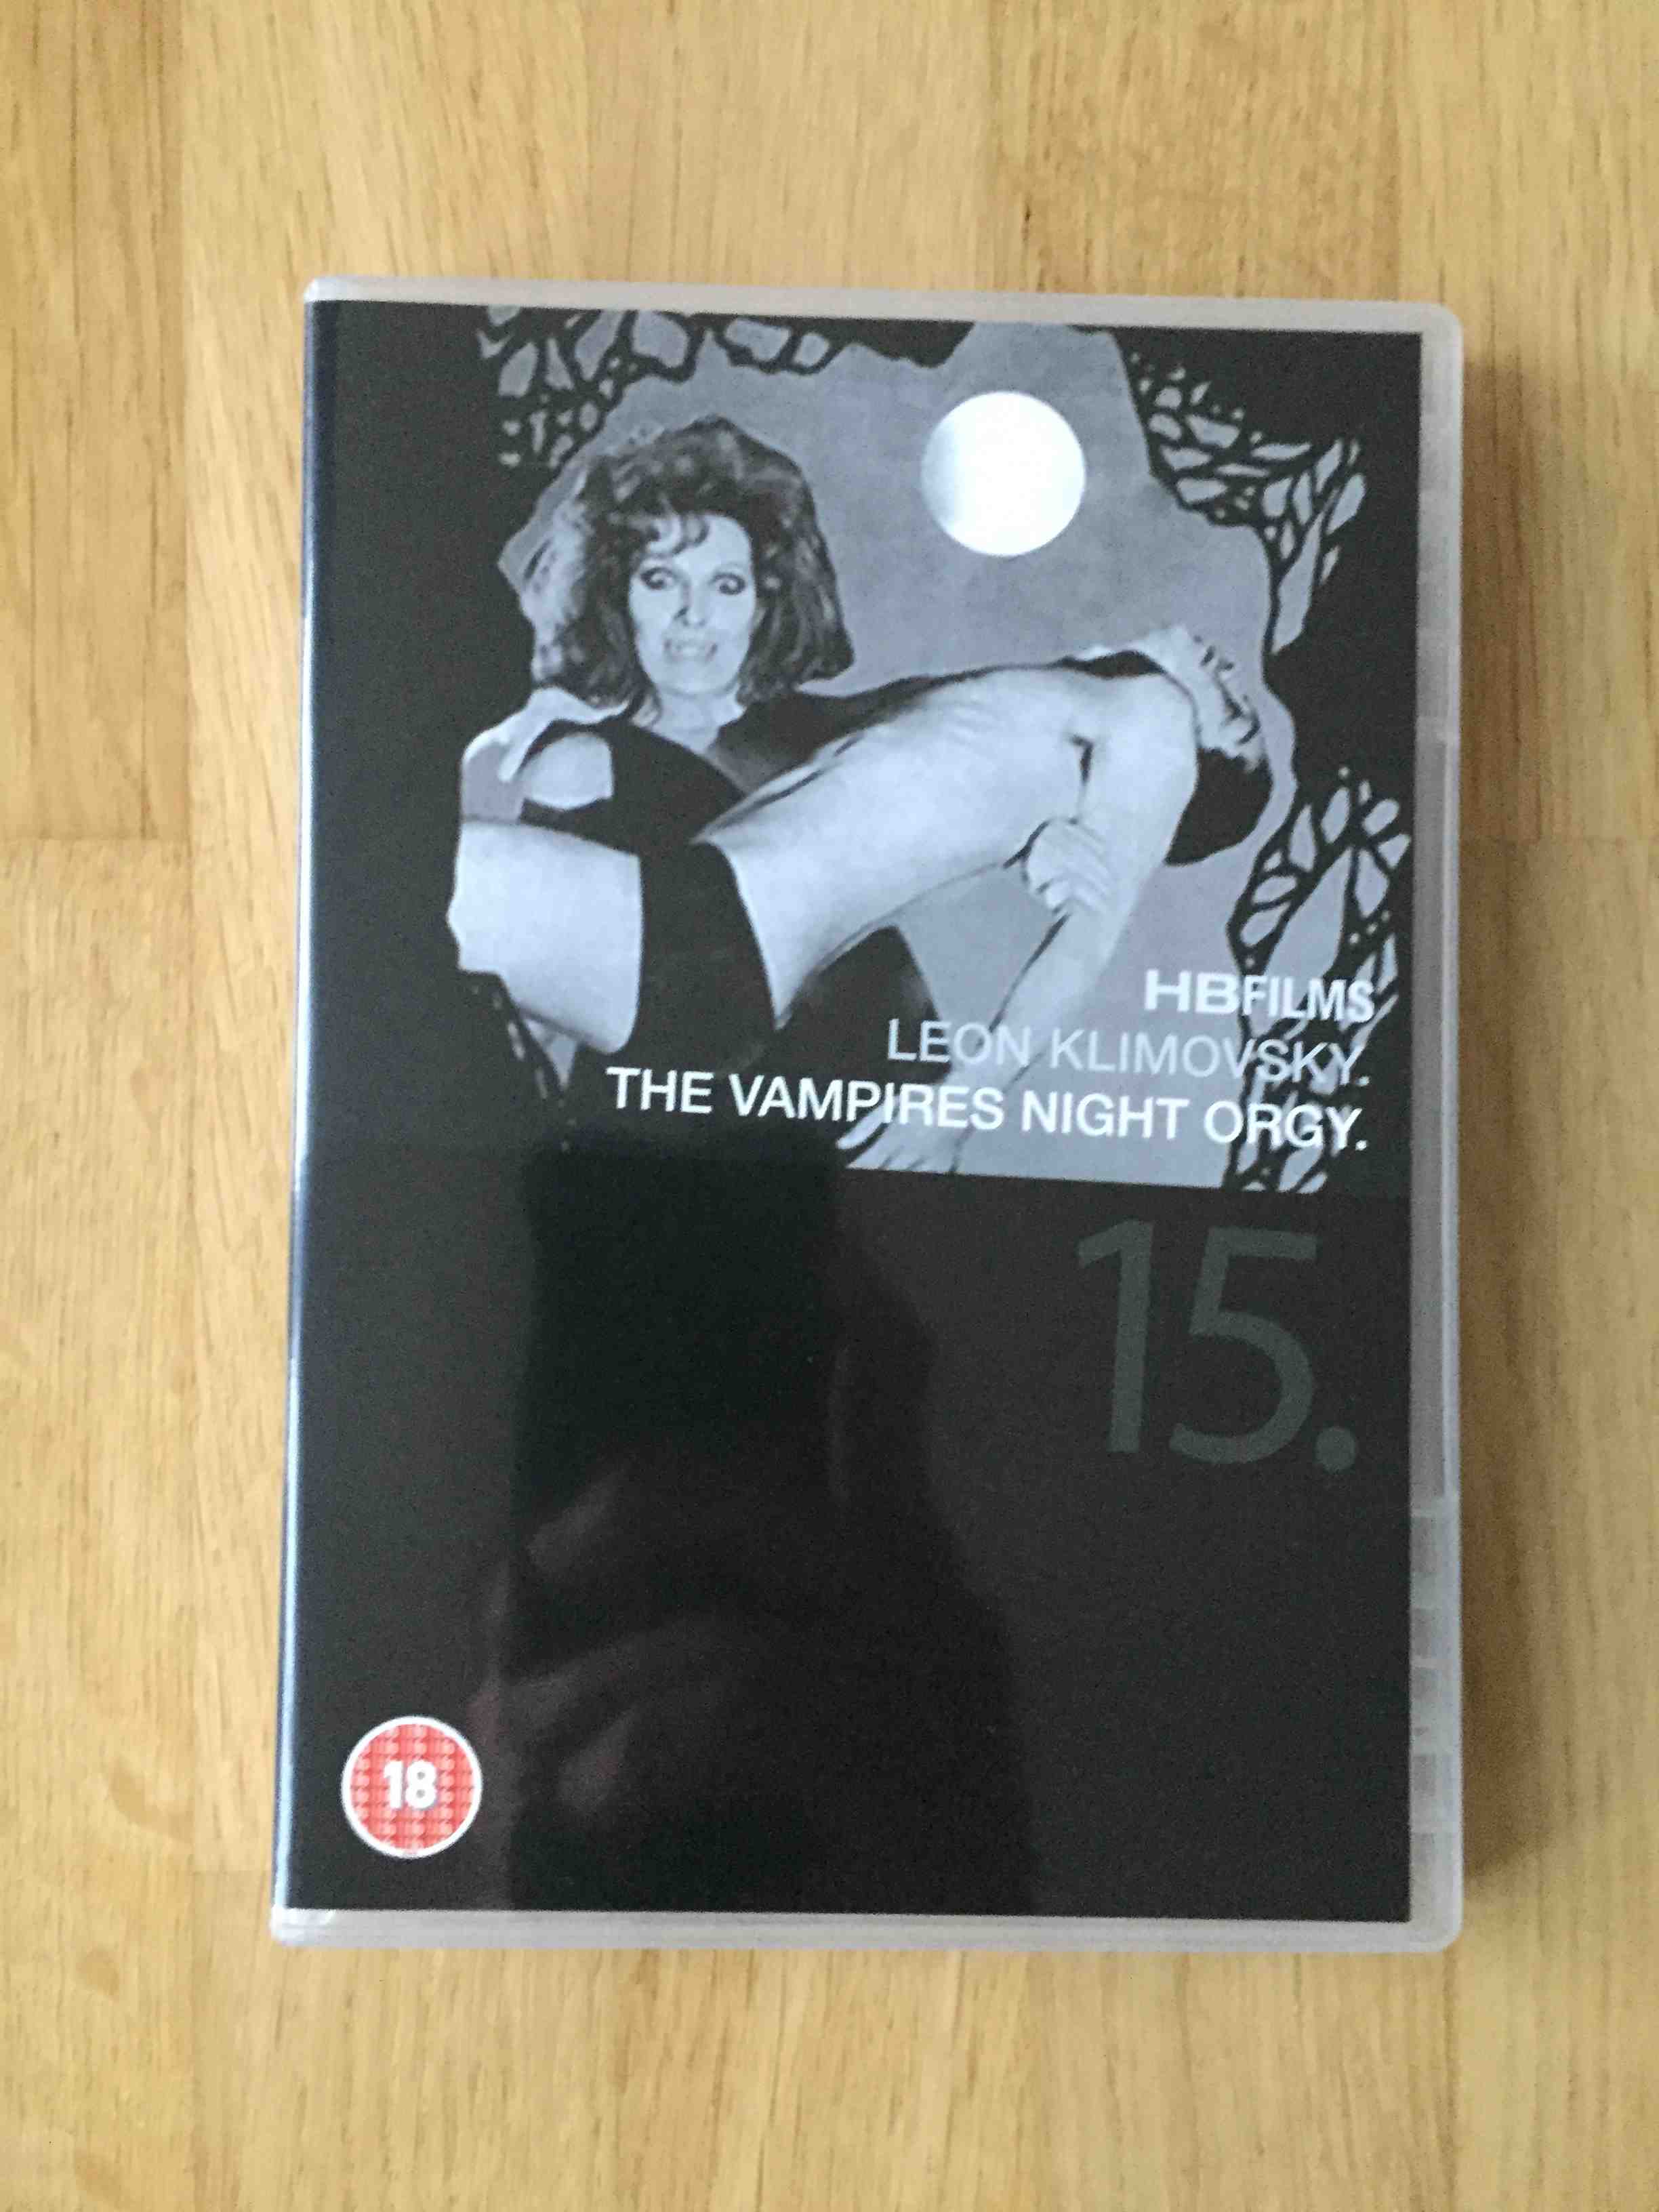 HBFILMS
LEON KLIMOVSKY.
THE VAMPIRES NIGHT ORGY.
15.
18